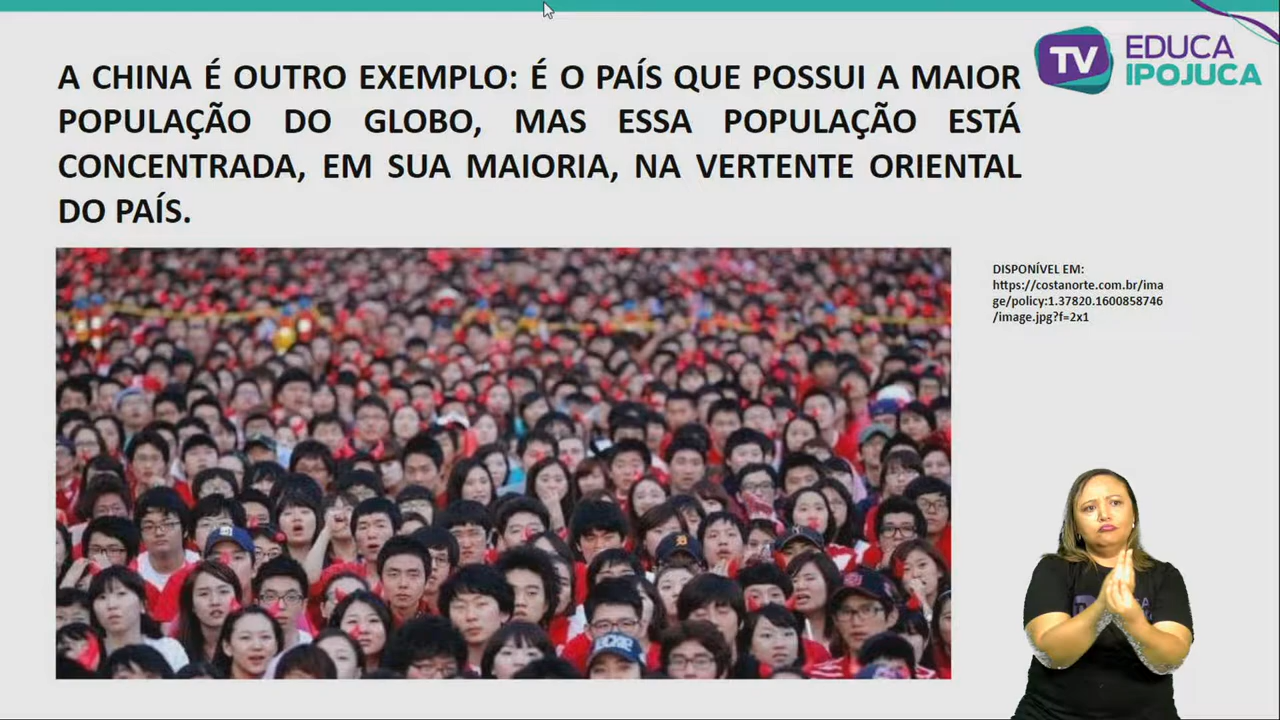 A CHINA É OUTRO EXEMPLO: É O PAÍS QUE POSSUI A MAIOR
POPULAÇÃO DO GLOBO, MAS ESSA POPULAÇÃO ESTÁ
CONCENTRADA, EM SUA MAIORIA, NA VERTENTE ORIENTAL
DO PAÍS.
TV EDUCA
IPOJUCA
DISPONÍVEL EM:
https://costanorte.com.br/ima
ge/policy:1.37820.1600858746
/image.jpg?f=2x1